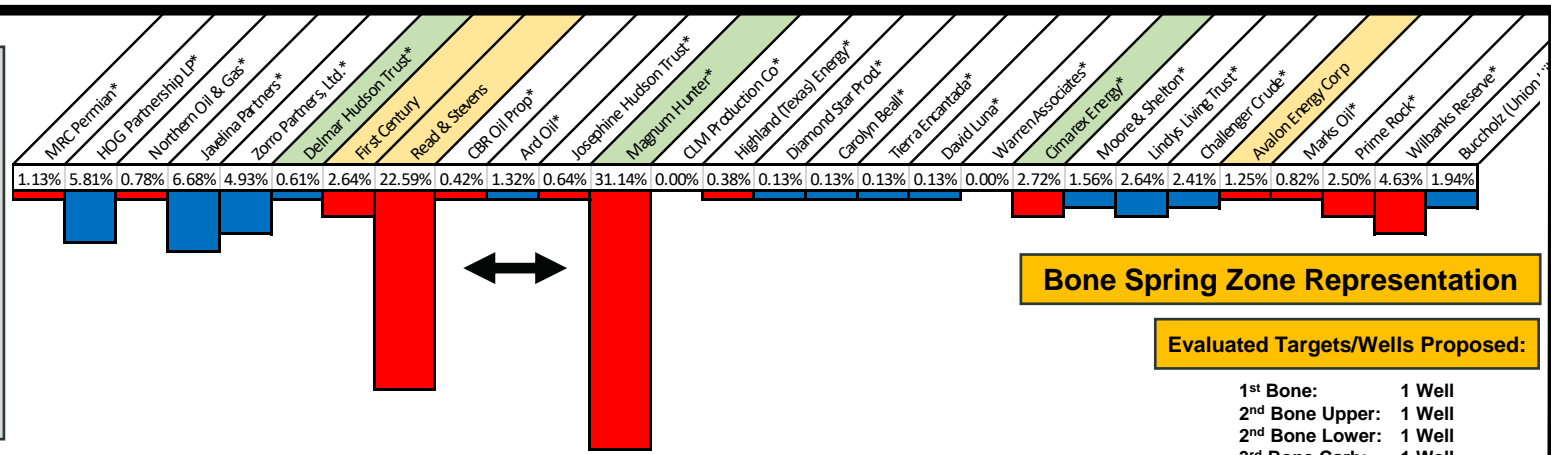 MRC Permian*
HOG Partnership LP*
Northern Oil & Gas*
Javelina Partners*
Zorro Partners, Ltd.*
Delmar Hudson Trust*
First Century
Read & Stevens
CBR Oil Prop*
Ard Oil*
Josephine Hudson Trust*
Magnum Hunter*
CLM Production Co*
Highland (Texas) Energy*
Diamond Star Prod*
Carolyn Beall*
Tierra Encantada*
David Luna*
Warren Associates*
Cimarex Energy*
Moore & Shelton*
Lindys Living Trust*
Challenger Crude*
Avalon Energy Corp
Marks Oil*
Prime Rock*
Wilbanks Reserve*
Buccholz (Union
1.13% 5.81% 0.78% 6.68% 4.93% 0.61% 2.64% 22.59% 0.42% 1.32% 0.64% 31.14% 0.00% 0.38% 0.13% 0.13% 0.13% 0.13% 0.00% 2.72% 1.56% 2.64% 2.41% 1.25% 0.82% 2.50% 4.63% 1.94%
Bone Spring Zone Representation
Evaluated Targets/Wells Proposed:
1st Bone: 1 Well
2nd Bone Upper: 1 Well
2nd Bone Lower: 1 Well
3rd Bone Carb: 1 Well